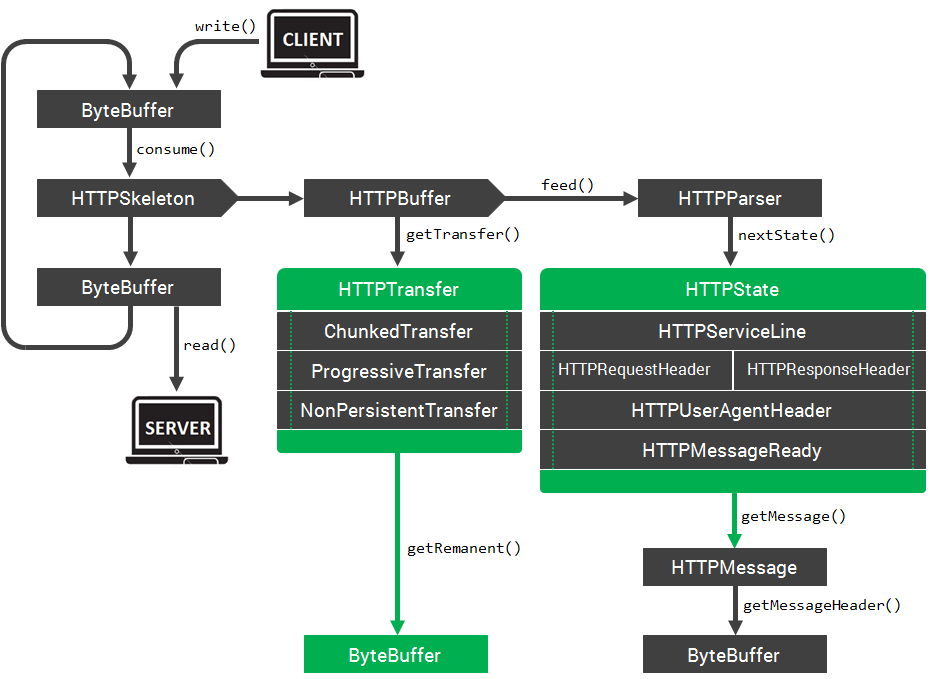 write()
CLIENT
ByteBuffer
consume()
HTTPSkeleton
HTTPBuffer
feed()
HTTPParser
getTransfer()
nextState()
ByteBuffer
read()
SERVER
HTTPTransfer
ChunkedTransfer
ProgressiveTransfer
NonPersistentTransfer
getRemanent()
ByteBuffer
HTTPState
HTTPServiceLine
HTTPRequestHeader
HTTPResponseHeader
HTTPUserAgentHeader
HTTPMessageReady
getMessage()
HTTPMessage
getMessageHeader()
ByteBuffer